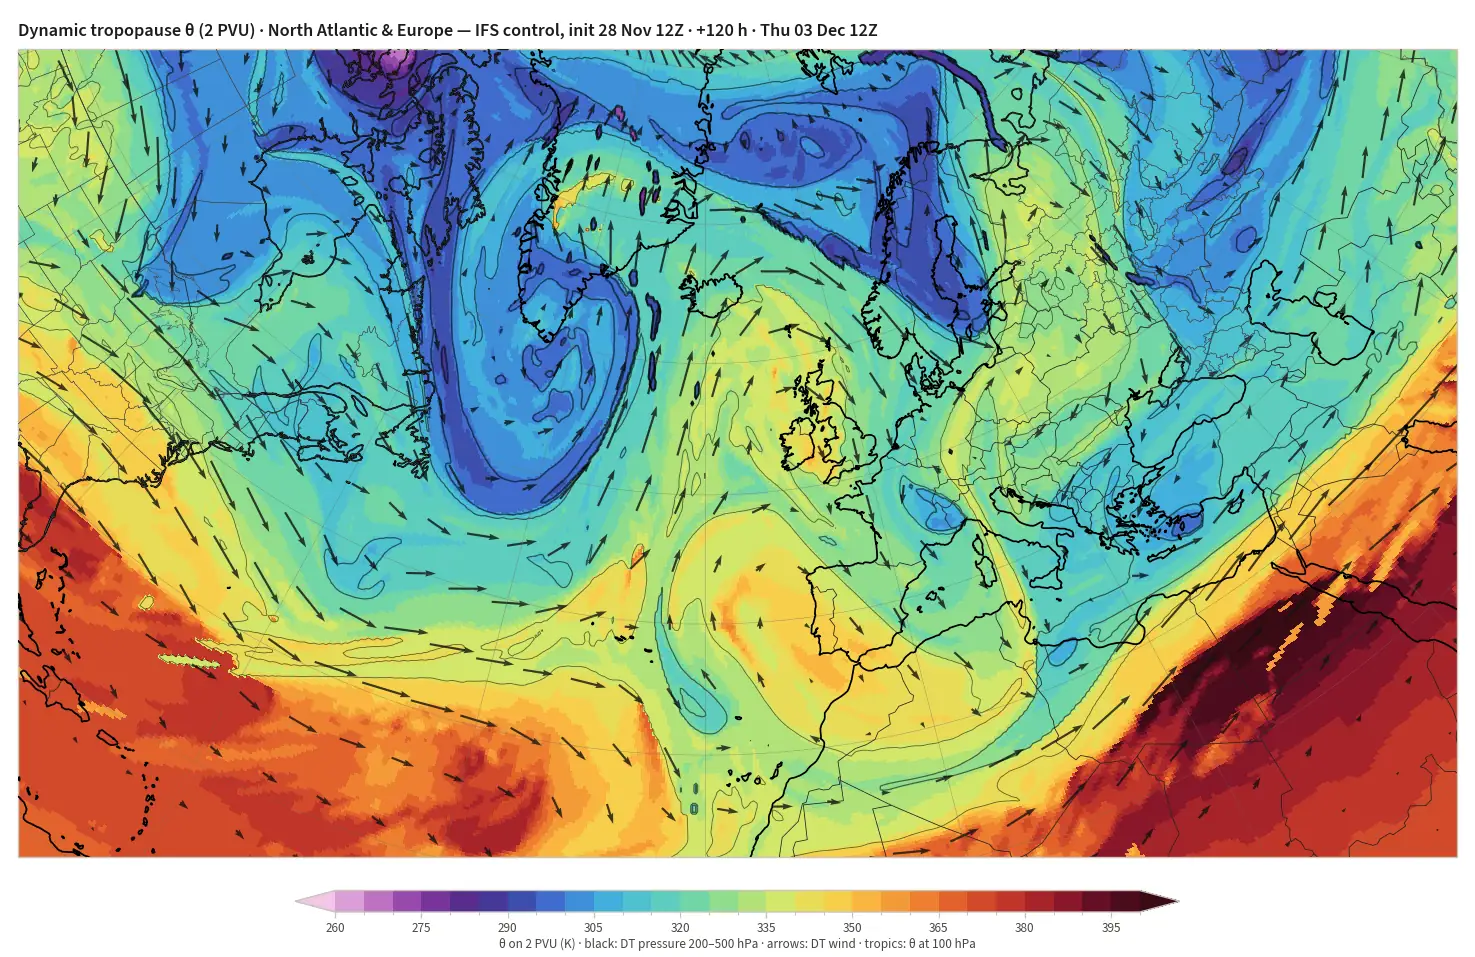 Dynamic tropopause θ (2 PVU) · North Atlantic & Europe — IFS control, init 28 Nov 12Z · +120 h · Thu 03 Dec 12Z
260 275 290 305 320 335 350 365 380 395
θ on 2 PVU (K) · black: DT pressure 200–500 hPa · arrows: DT wind · tropics: θ at 100 hPa